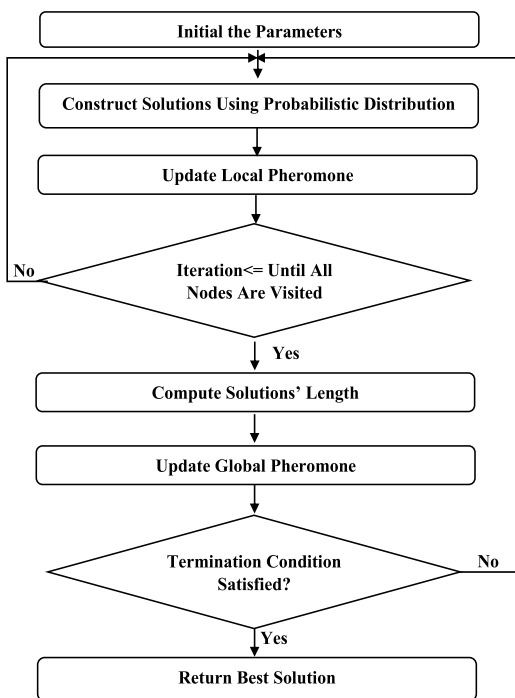 Initial the Parameters
Construct Solutions Using Probabilistic Distribution
Update Local Pheromone
No
Iteration<= Until All
Nodes Are Visited
Yes
Compute Solutions’ Length
Update Global Pheromone
Termination Condition
Satisfied?
No
Yes
Return Best Solution